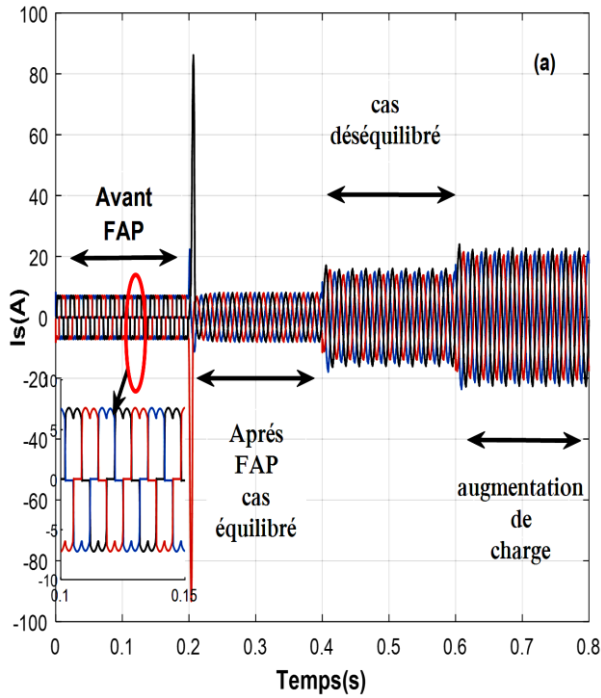 100
80
60
40
20
0
-20
-40
-60
-80
-100
Is(A)
(a)
cas
déséquilibré
Avant
FAP
Aprés
FAP
cas
équilibré
augmentation
de
charge
10
5
0
-5
-10
0.1
0.15
0
0.1
0.2
0.3
0.4
0.5
0.6
0.7
0.8
Temps(s)